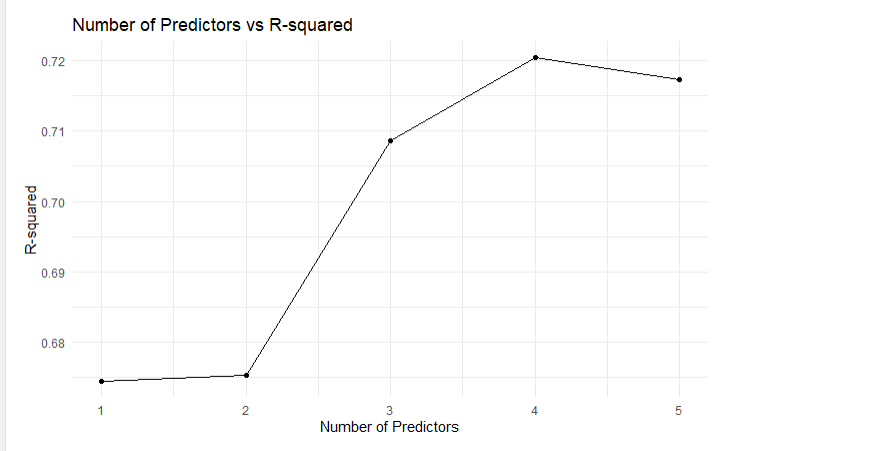 Number of Predictors vs R-squared
0.72
0.71
0.70
0.69
0.68
R-squared
1 2 3 4 5
Number of Predictors